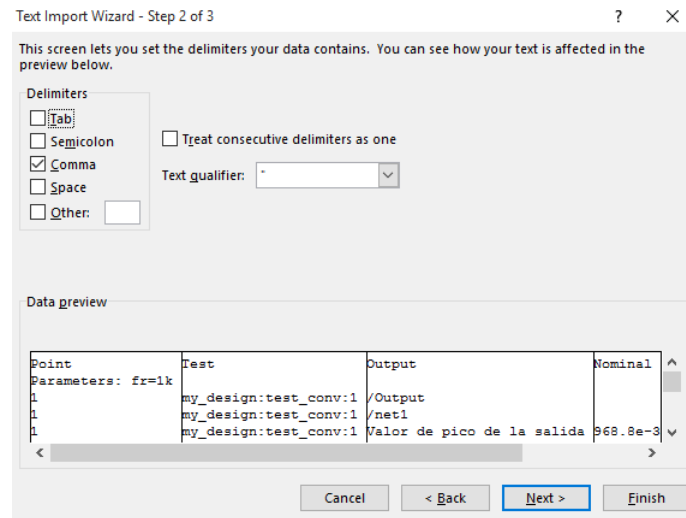 Text Import Wizard - Step 2 of 3 ? ×
This screen lets you set the delimiters your data contains. You can see how your text is affected in the
preview below.
Delimiters
Tab
Semicolon
Treat consecutive delimiters as one
Comma
Text qualifier: "
Space
Other:
Data preview
Point Test Output Nominal
Parameters: fr=1k
1 my_design:test_conv:1 /Output
1 my_design:test_conv:1 /net1
1 my_design:test_conv:1 Valor de pico de la salida 968.8e-3
Cancel < Back Next > Finish